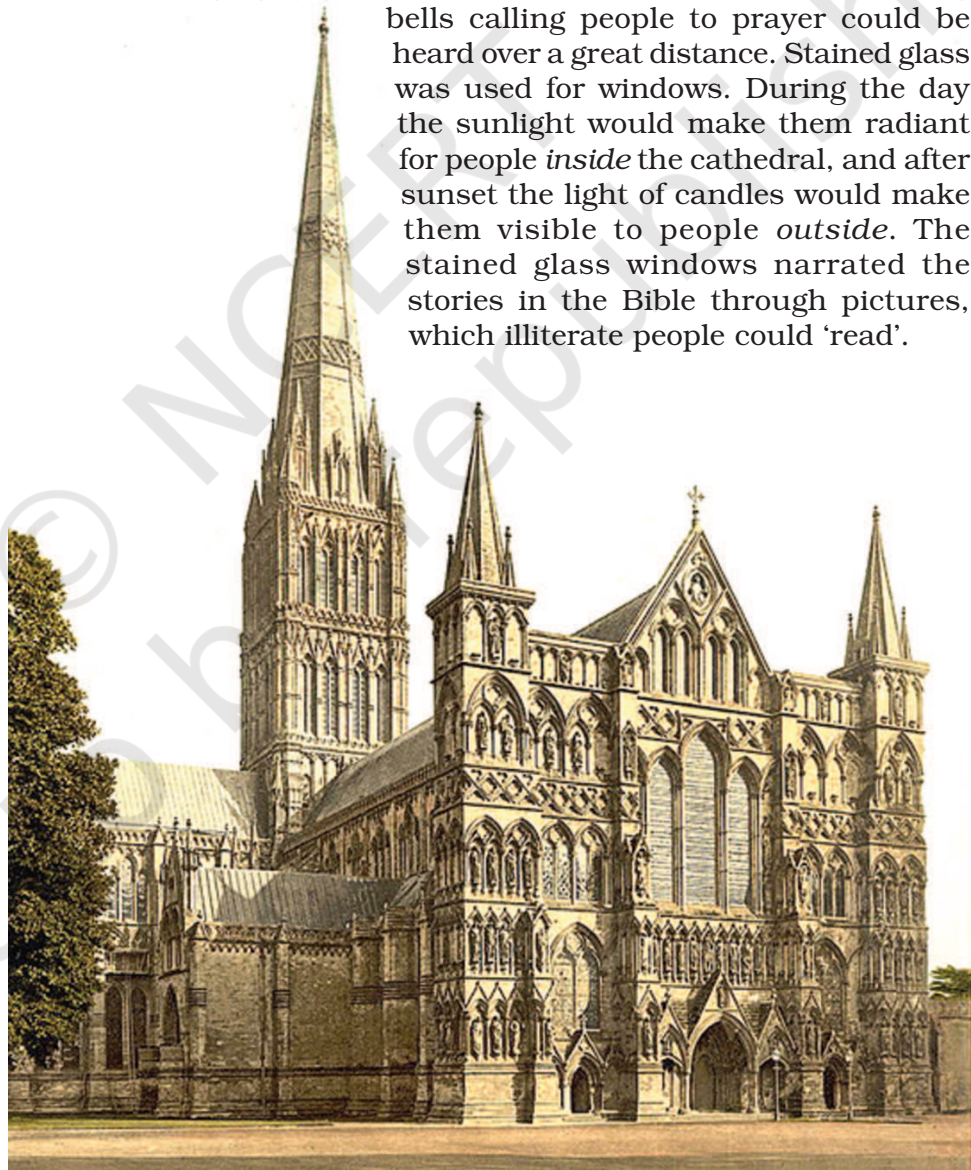 bells calling people to prayer could be
heard over a great distance. Stained glass
was used for windows. During the day
the sunlight would make them radiant
for people inside the cathedral, and after
sunset the light of candles would make
them visible to people outside. The
stained glass windows narrated the
stories in the Bible through pictures,
which illiterate people could ‘read’.
© NCERT
be republish